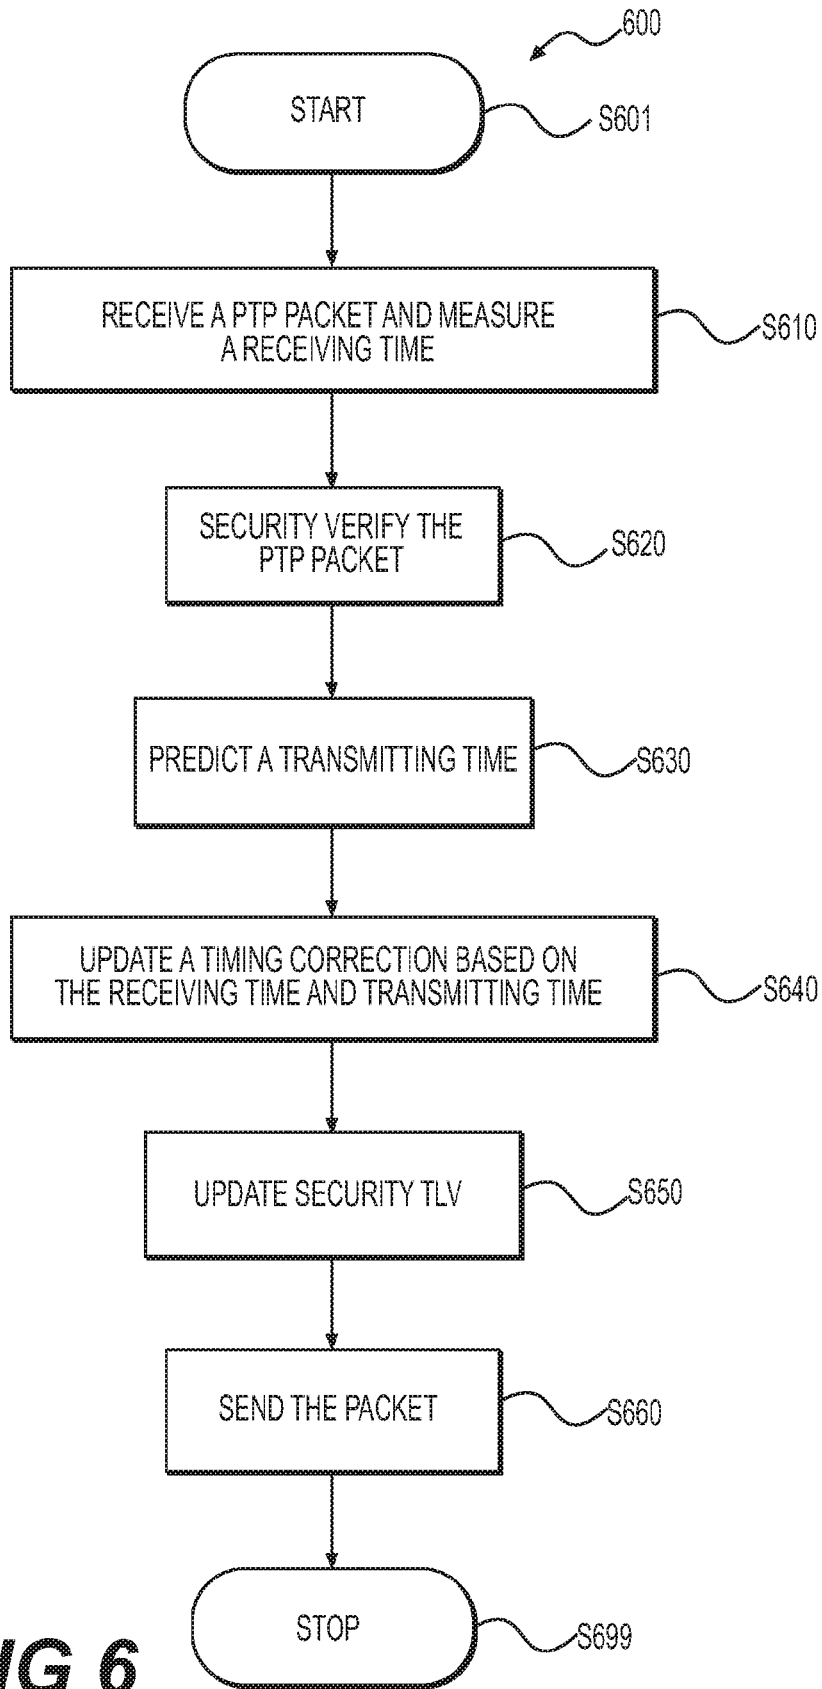 600
START
S601
RECEIVE A PTP PACKET AND MEASURE
A RECEIVING TIME
S610
SECURITY VERIFY THE
PTP PACKET
S620
PREDICT A TRANSMITTING TIME
S630
UPDATE A TIMING CORRECTION BASED ON
THE RECEIVING TIME AND TRANSMITTING TIME
S640
UPDATE SECURITY TLV
S650
SEND THE PACKET
S660
STOP
S699
IG 6